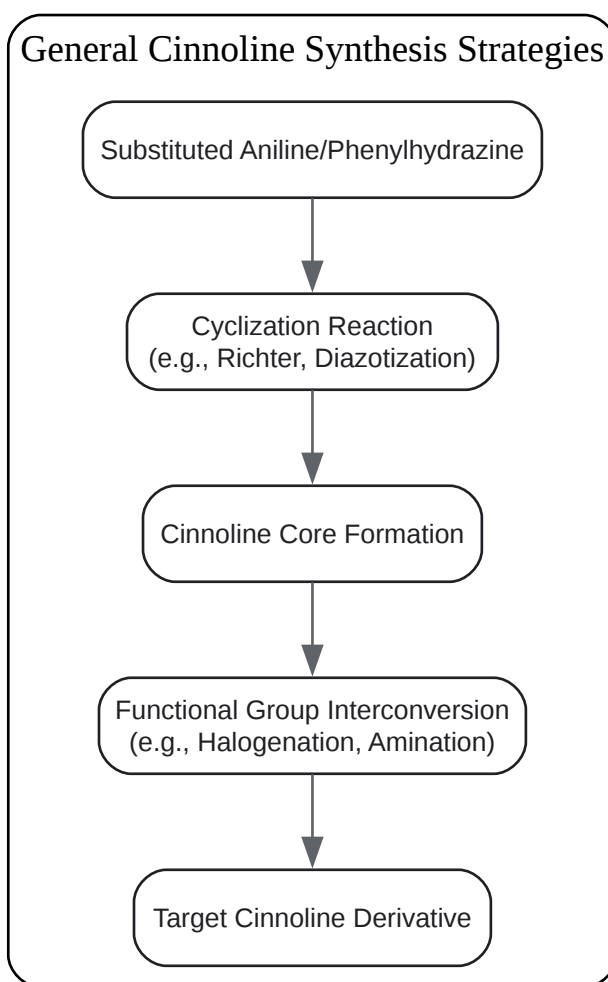 General Cinnoline Synthesis Strategies
Substituted Aniline/Phenylhydrazine
Cyclization Reaction
(e.g., Richter, Diazotization)
Cinnoline Core Formation
Functional Group Interconversion
(e.g., Halogenation, Amination)
Target Cinnoline Derivative